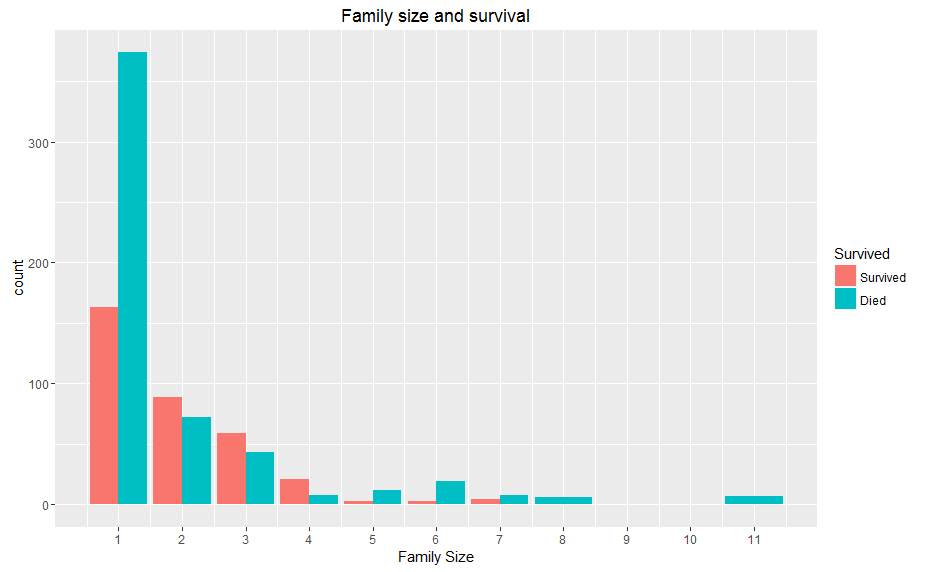 Family size and survival
count
300
200
100
0
1 2 3 4 5 6 7 8 9 10 11
Family Size
Survived
Survived
Died